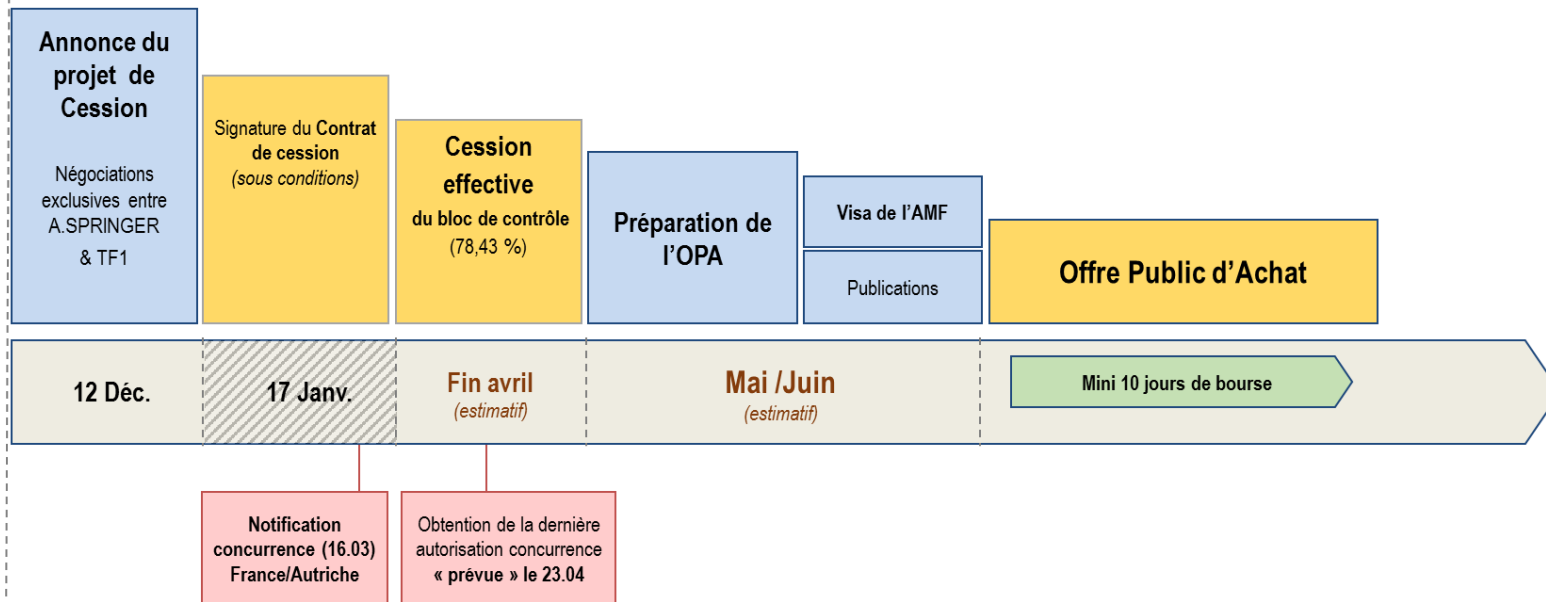 Annonce du
projet de
Cession
Négociations
exclusives entre
A.SPRINGER
& TF1
Signature du Contrat
de cession
(sous conditions)
Cession
effective
du bloc de contrôle
(78,43 %)
Préparation de
l’OPA
Visa de l’AMF
Publications
Offre Public d’Achat
12 Déc.
17 Janv.
Fin avril
(estimatif)
Mai /Juin
(estimatif)
Mini 10 jours de bourse
Notification
concurrence (16.03)
France/Autriche
Obtention de la dernière
autorisation concurrence
« prévue » le 23.04